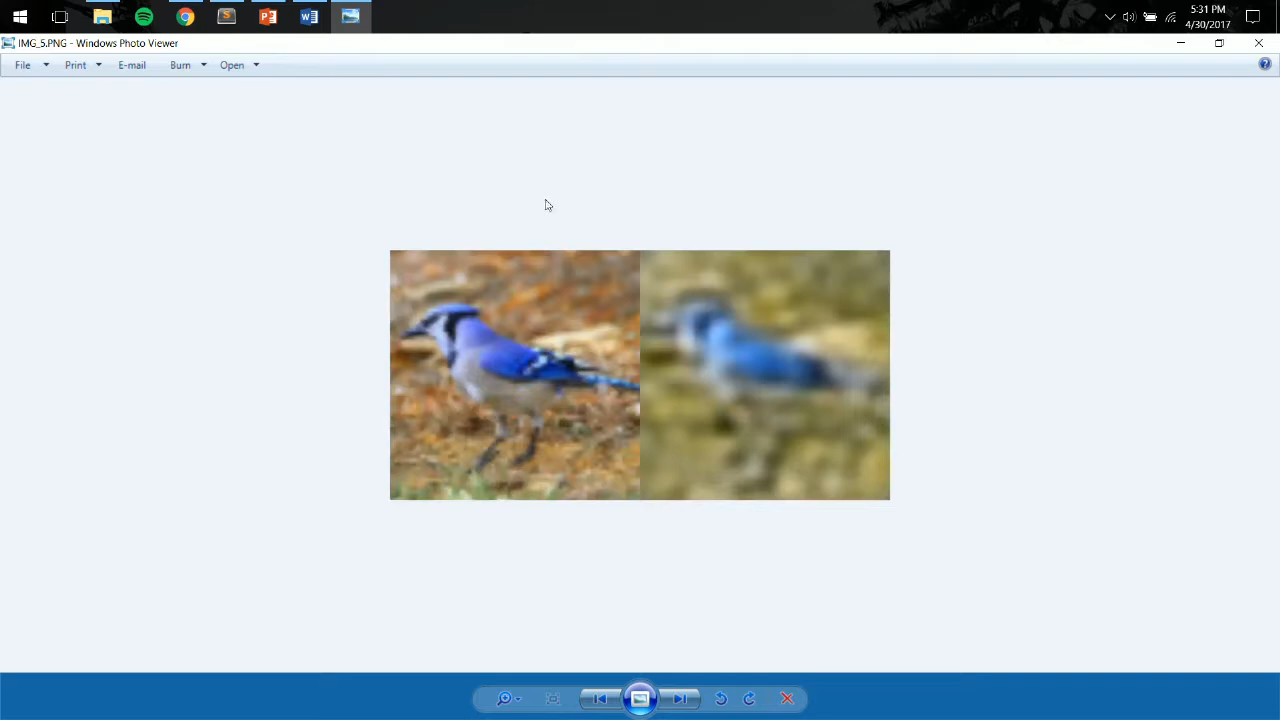 5:31 PM
4/30/2017
IMG_5.PNG - Windows Photo Viewer
File Print E-mail Burn Open